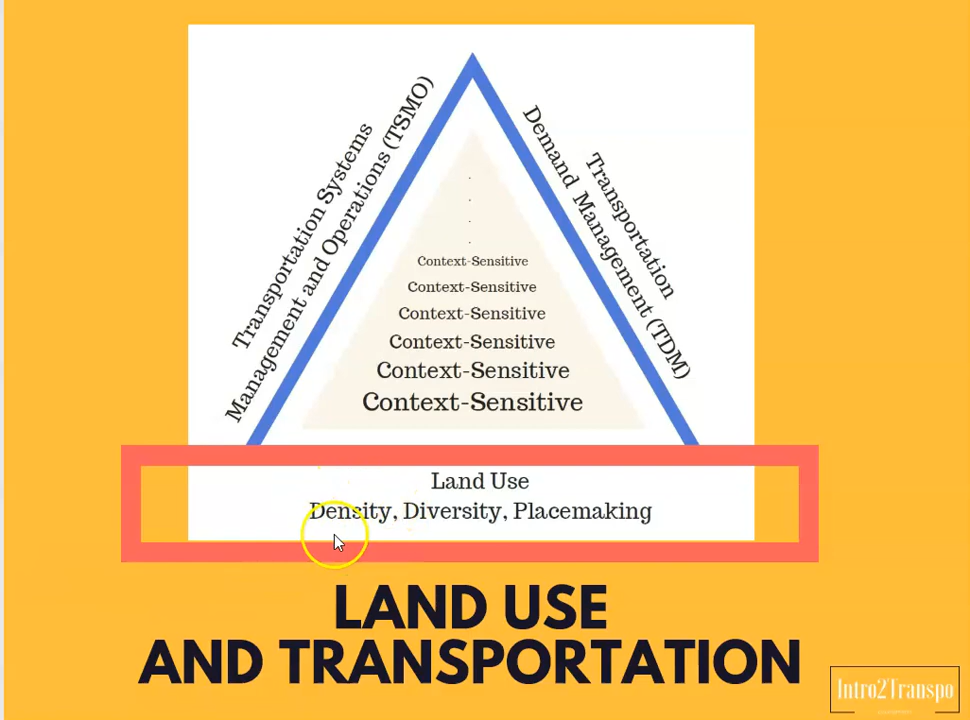 Transportation Systems
Management and Operations (TSMO)
Transportation
Demand Management (TDM)
.
.
.
.
Context-Sensitive
Context-Sensitive
Context-Sensitive
Context-Sensitive
Context-Sensitive
Context-Sensitive
Land Use
Density, Diversity, Placemaking
LAND USE
AND TRANSPORTATION
Intro2Transpo